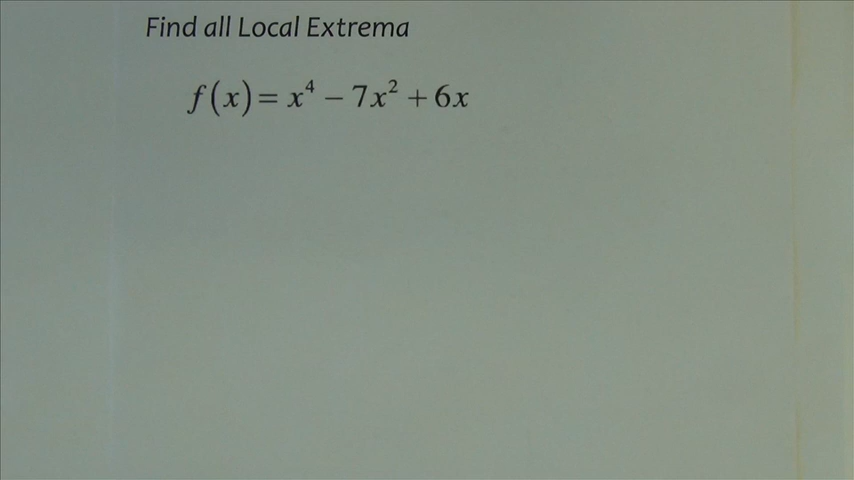 Find all Local Extrema
f(x) = x⁴ − 7x² + 6x